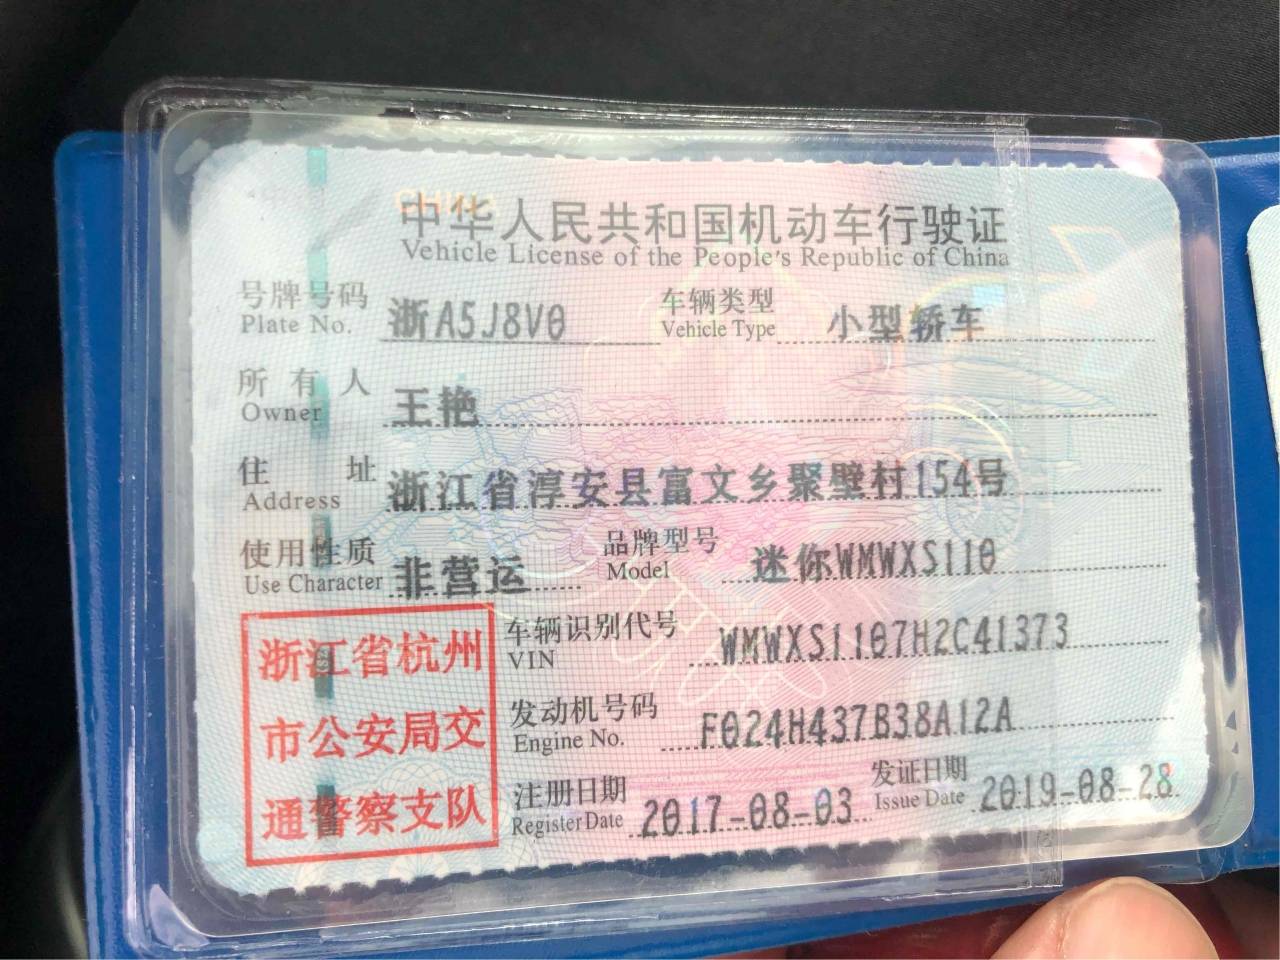 中华人民共和国机动车行驶证
Vehicle License of the People's Republic of China
号牌号码 浙A5J8V0 车辆类型 小型轿车
Plate No. Vehicle Type
所有人 王艳
Owner
住址 浙江省淳安县富文乡聚璧村154号
Address
使用性质 非营运 品牌型号 迷你WMWXS110
Use Character Model
车辆识别代号 WMWXS1107H2C41373
VIN
发动机号码 F024H437B38A12A
Engine No.
注册日期 2017-08-03 发证日期 2019-08-28
Register Date Issue Date
浙江省杭州
市公安局交
通警察支队